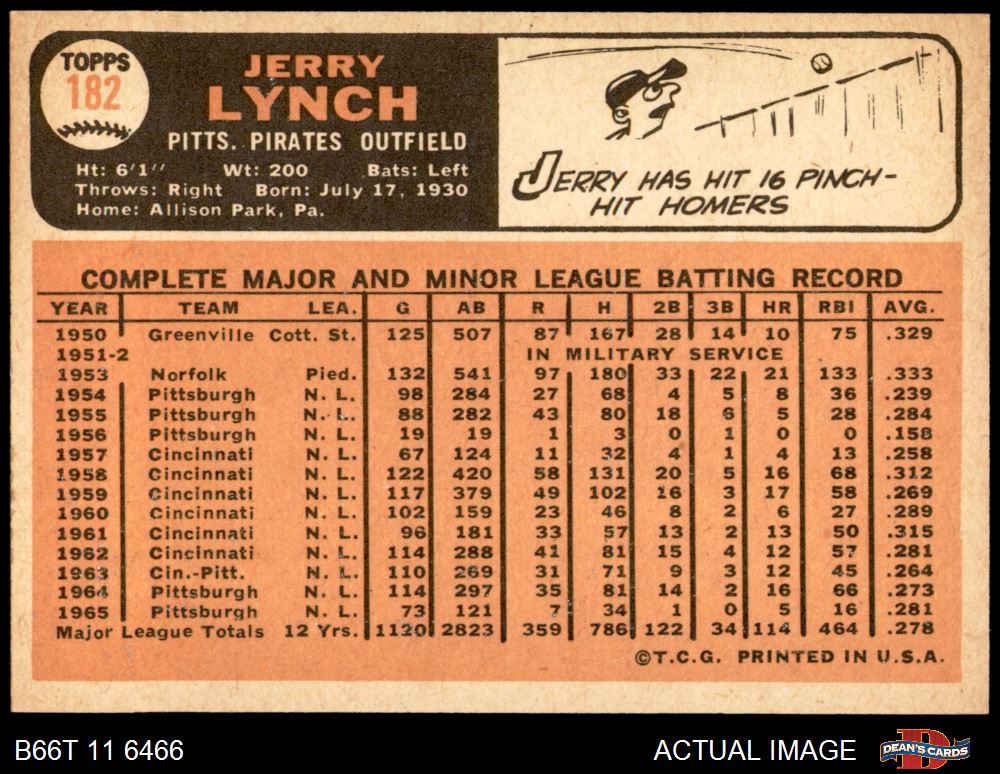 TOPPS
182
JERRY
LYNCH
PITTS. PIRATES OUTFIELD
Ht: 6'1" Wt: 200 Bats: Left
Throws: Right Born: July 17, 1930
Home: Allison Park, Pa.
JERRY HAS HIT 16 PINCH-
HIT HOMERS
COMPLETE MAJOR AND MINOR LEAGUE BATTING RECORD
YEAR TEAM LEA. G AB R H 2B 3B HR RBI AVG.
1950 Greenville Cott. St. 125 507 87 167 28 14 10 75 .329
1951-2 IN MILITARY SERVICE
1953 Norfolk Pied. 132 541 97 180 33 22 21 133 .333
1954 Pittsburgh N. L. 98 284 27 68 4 5 8 36 .239
1955 Pittsburgh N. L. 88 282 43 80 18 6 5 28 .284
1956 Pittsburgh N. L. 19 19 1 3 0 1 0 0 .158
1957 Cincinnati N. L. 67 124 11 32 4 1 4 13 .258
1958 Cincinnati N. L. 122 420 58 131 20 5 16 68 .312
1959 Cincinnati N. L. 117 379 49 102 16 3 17 58 .269
1960 Cincinnati N. L. 102 159 23 46 8 2 6 27 .289
1961 Cincinnati N. L. 96 181 33 57 13 2 13 50 .315
1962 Cincinnati N. L. 114 288 41 81 15 4 12 57 .281
1963 Cin.-Pitt. N. L. 110 269 31 71 9 3 12 45 .264
1964 Pittsburgh N. L. 114 297 35 81 14 2 16 66 .273
1965 Pittsburgh N. L. 73 121 7 34 1 0 5 16 .281
Major League Totals 12 Yrs. 1120 2823 359 786 122 34 114 464 .278
©T.C.G. PRINTED IN U.S.A.
B66T 11 6466 ACTUAL IMAGE DEAN'S CARDS